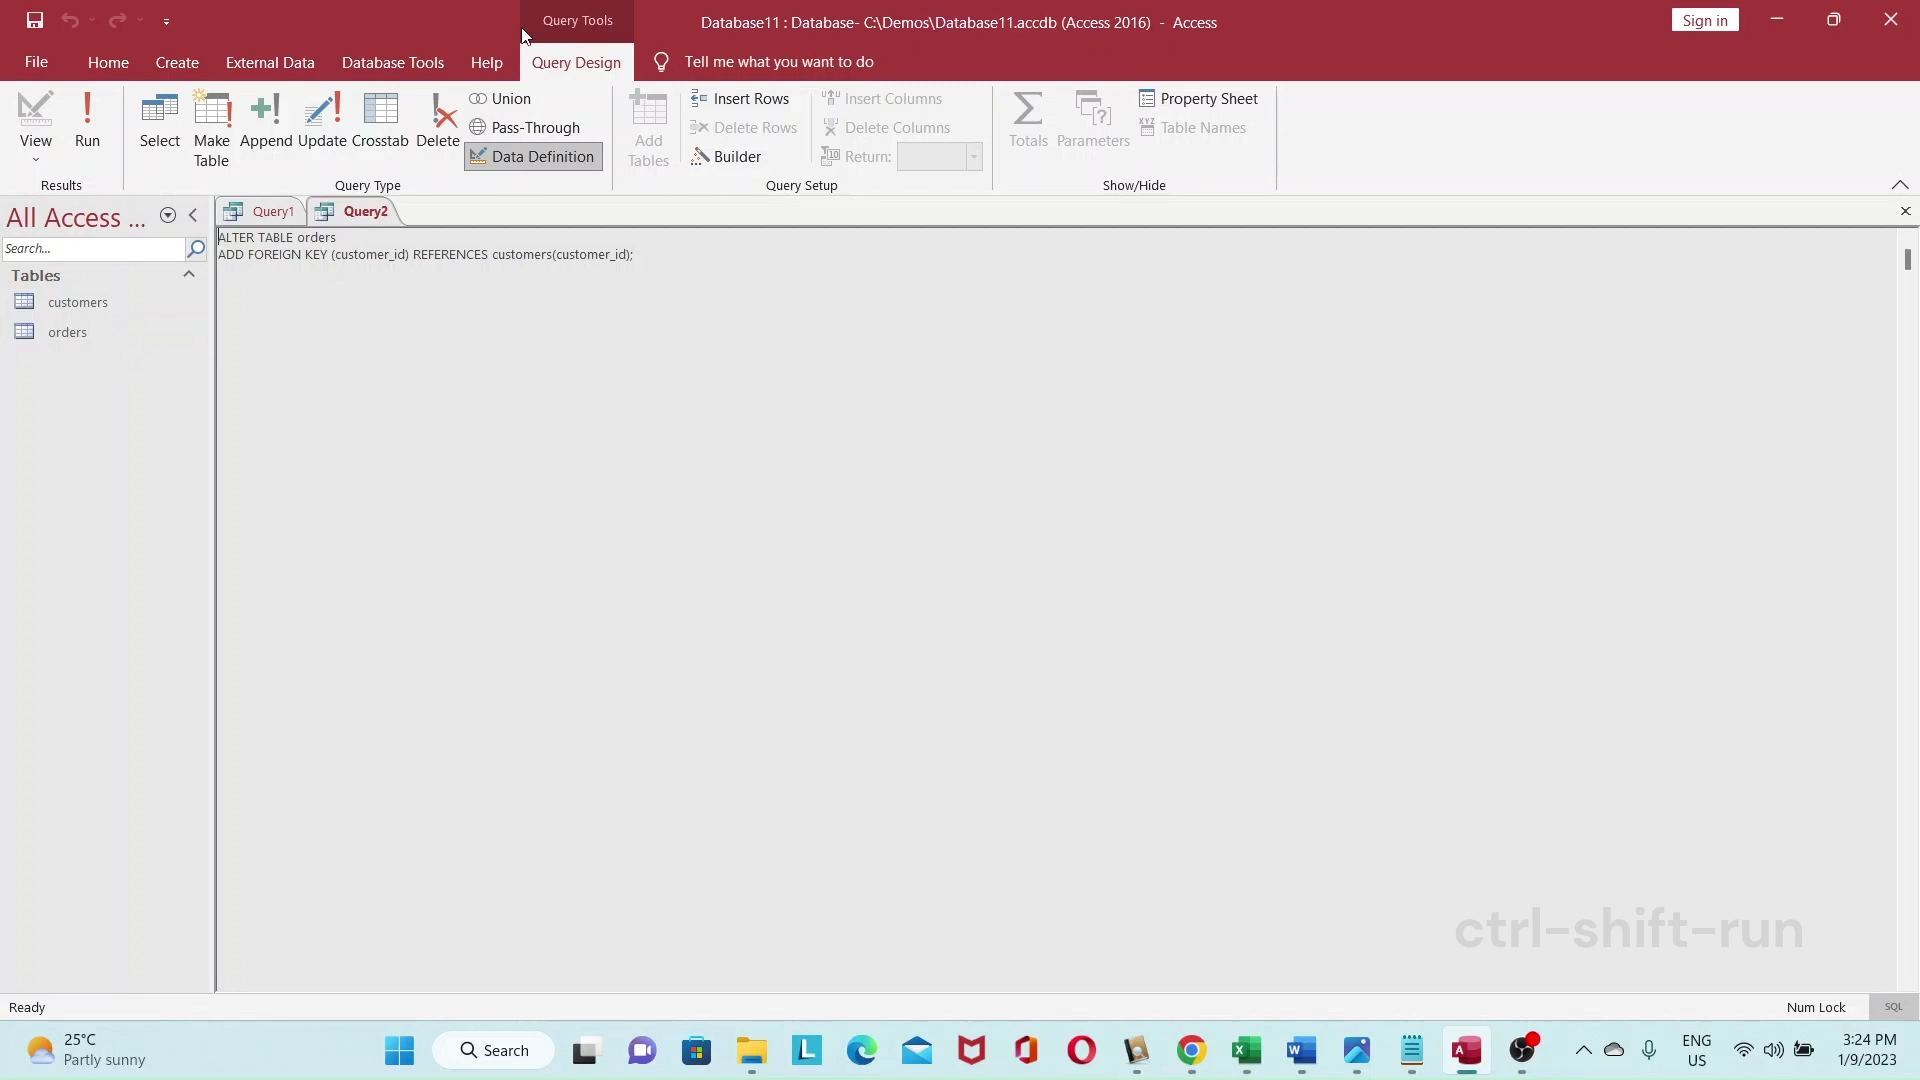 Query Tools
Database11 : Database- C:\Demos\Database11.accdb (Access 2016) - Access
Sign in
File
Home
Create
External Data
Database Tools
Help
Query Design
Tell me what you want to do
View
Run
Results
Select
Make Table
Append
Update
Crosstab
Delete
Union
Pass-Through
Data Definition
Query Type
Add Tables
Insert Rows
Delete Rows
Builder
Insert Columns
Delete Columns
Return:
Query Setup
Totals
Parameters
Property Sheet
Table Names
Show/Hide
All Access ...
Search...
Tables
customers
orders
Query1
Query2
ALTER TABLE orders
ADD FOREIGN KEY (customer_id) REFERENCES customers(customer_id);
ctrl-shift-run
Ready
Num Lock
SQL
25°C
Partly sunny
Search
ENG
US
3:24 PM
1/9/2023